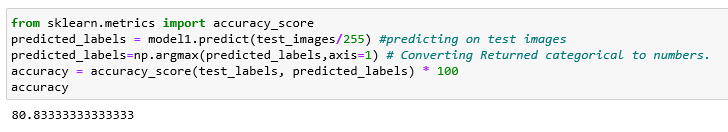 from sklearn.metrics import accuracy_score
predicted_labels = model1.predict(test_images/255) #predicting on test images
predicted_labels=np.argmax(predicted_labels,axis=1) # Converting Returned categorical to numbers.
accuracy = accuracy_score(test_labels, predicted_labels) * 100
accuracy
80.83333333333333